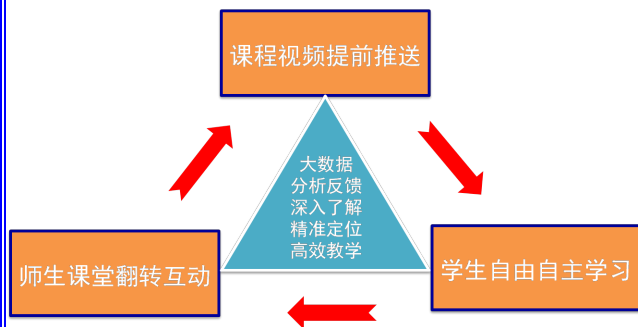 课程视频提前推送
大数据
分析反馈
深入了解
精准定位
高效教学
师生课堂翻转互动
学生自由自主学习